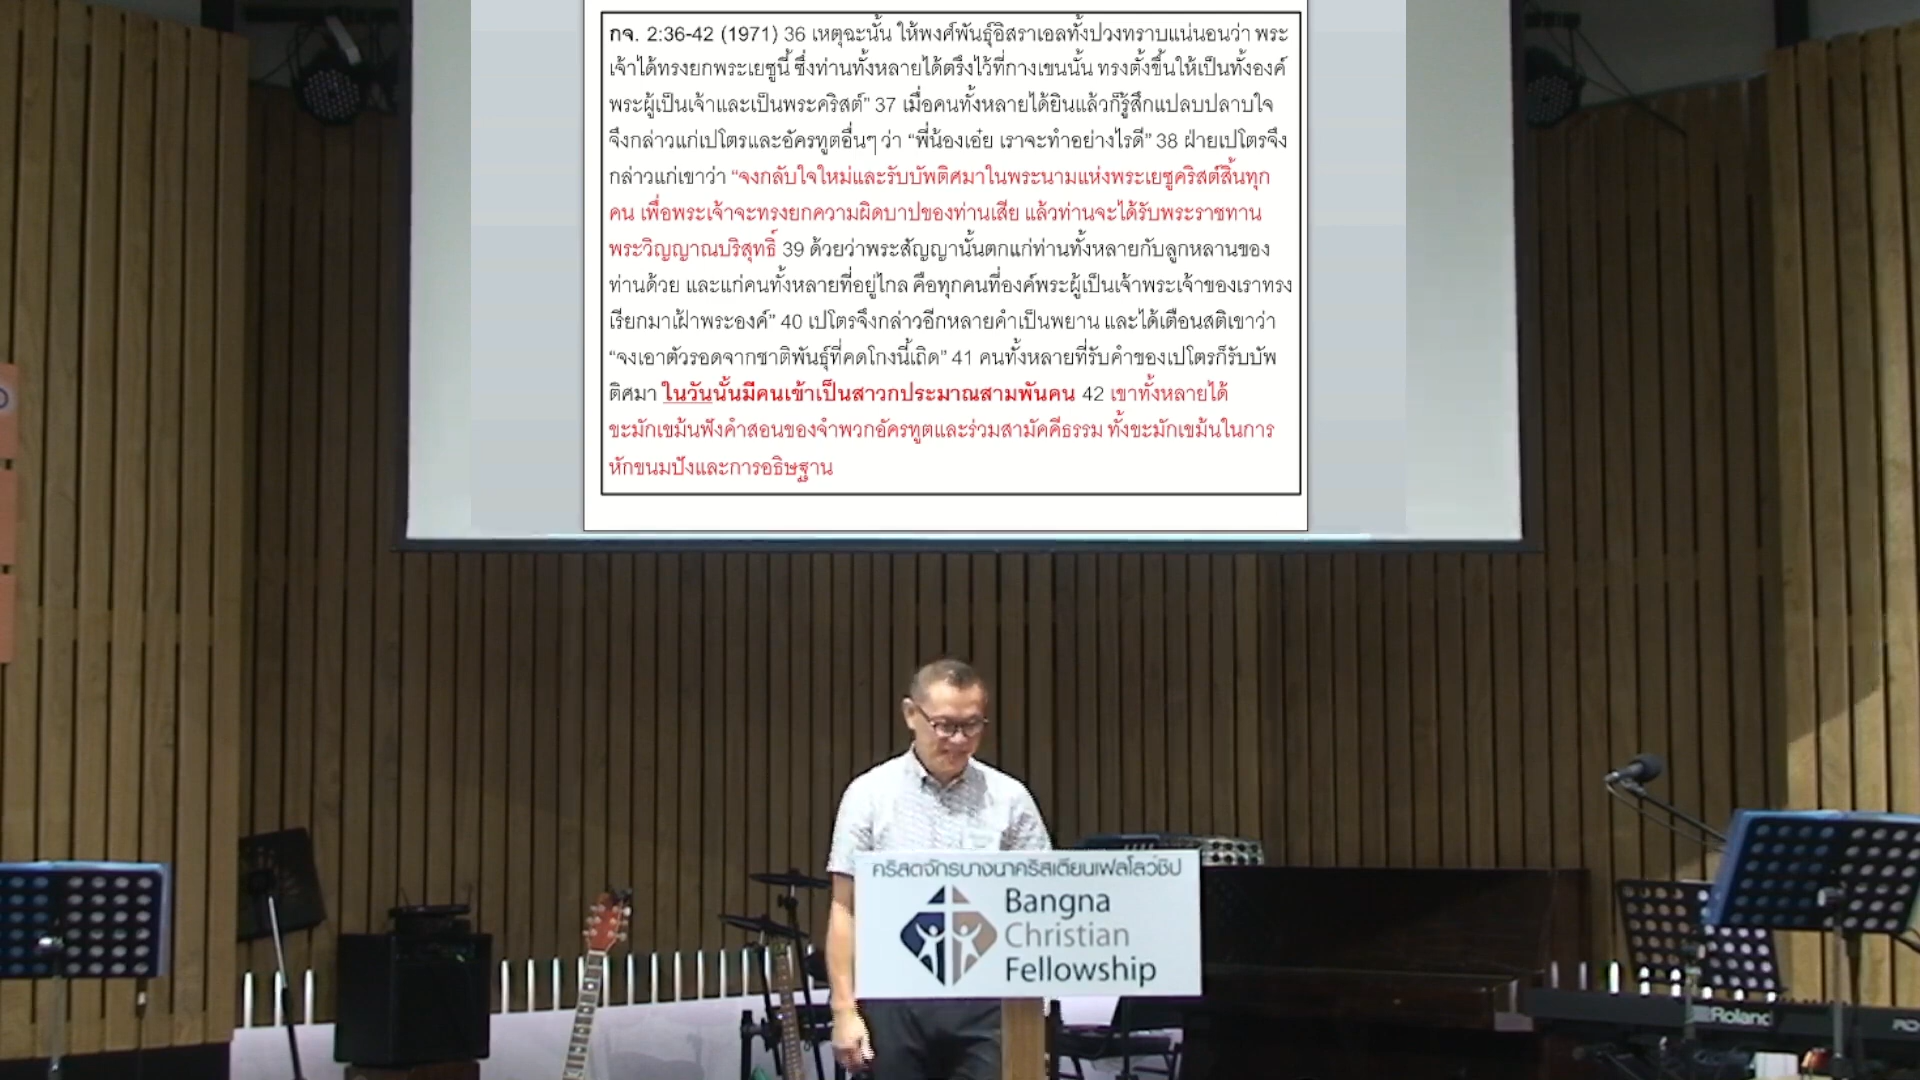 กจ. 2:36-42 (1971) 36 เหตุฉะนั้น ให้พงศ์พันธุ์อิสราเอลทั้งปวงทราบแน่นอนว่า พระ
เจ้าได้ทรงยกพระเยซูนี้ ซึ่งท่านทั้งหลายได้ตรึงไว้ที่กางเขนนั้น ทรงตั้งขึ้นให้เป็นทั้งองค์
พระผู้เป็นเจ้าและเป็นพระคริสต์” 37 เมื่อคนทั้งหลายได้ยินแล้วก็รู้สึกแปลบปลาบใจ
จึงกล่าวแก่เปโตรและอัครทูตอื่นๆ ว่า “พี่น้องเอ๋ย เราจะทำอย่างไรดี” 38 ฝ่ายเปโตรจึง
กล่าวแก่เขาว่า “จงกลับใจใหม่และรับบัพติศมาในพระนามแห่งพระเยซูคริสต์สิ้นทุก
คน เพื่อพระเจ้าจะทรงยกความผิดบาปของท่านเสีย แล้วท่านจะได้รับพระราชทาน
พระวิญญาณบริสุทธิ์ 39 ด้วยว่าพระสัญญานั้นตกแก่ท่านทั้งหลายกับลูกหลานของ
ท่านด้วย และแก่คนทั้งหลายที่อยู่ไกล คือทุกคนที่องค์พระผู้เป็นเจ้าพระเจ้าของเราทรง
เรียกมาเฝ้าพระองค์” 40 เปโตรจึงกล่าวอีกหลายคำเป็นพยาน และได้เตือนสติเขาว่า
“จงเอาตัวรอดจากชาติพันธุ์ที่คดโกงนี้เถิด” 41 คนทั้งหลายที่รับคำของเปโตรก็รับบัพ
ติศมา ในวันนั้นมีคนเข้าเป็นสาวกประมาณสามพันคน 42 เขาทั้งหลายได้
ขะมักเขม้นฟังคำสอนของจำพวกอัครทูตและร่วมสามัคคีธรรม ทั้งขะมักเขม้นในการ
หักขนมปังและการอธิษฐาน
คริสตจักรบางนาคริสเตียนเฟลโลว์ชิป
Bangna
Christian
Fellowship
Roland